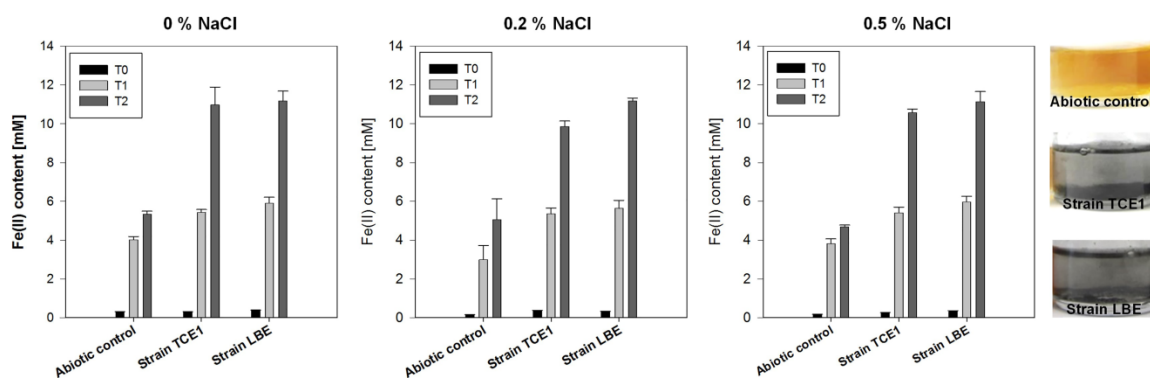 0 % NaCl
Fe(II) content [mM]
14
12
10
8
6
4
2
0
T0
T1
T2
Abiotic control
Strain TCE1
Strain LBE
0.2 % NaCl
Fe(II) content [mM]
14
12
10
8
6
4
2
0
T0
T1
T2
Abiotic control
Strain TCE1
Strain LBE
0.5 % NaCl
Fe(II) content [mM]
14
12
10
8
6
4
2
0
T0
T1
T2
Abiotic control
Strain TCE1
Strain LBE
Abiotic control
Strain TCE1
Strain LBE